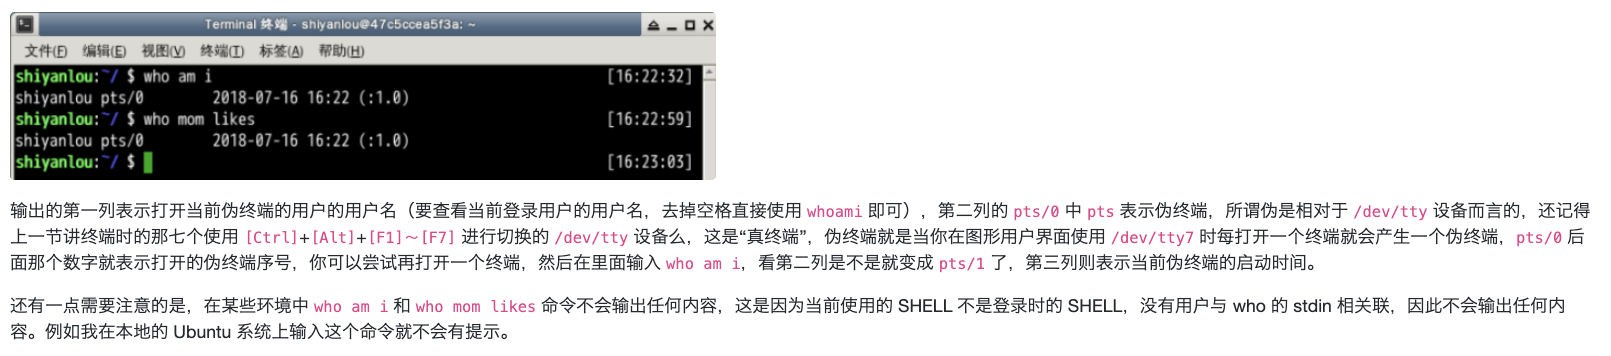 Terminal 终端 - shiyanlou@47c5ccea5f3a: ~
文件(F) 编辑(E) 视图(V) 终端(T) 标签(A) 帮助(H)
shiyanlou:~/ $ who am i [16:22:32]
shiyanlou pts/0 2018-07-16 16:22 (:1.0)
shiyanlou:~/ $ who mom likes [16:22:59]
shiyanlou pts/0 2018-07-16 16:22 (:1.0)
shiyanlou:~/ $ [16:23:03]
输出的第一列表示打开当前伪终端的用户的用户名（要查看当前登录用户的用户名，去掉空格直接使用 whoami 即可），第二列的 pts/0 中 pts 表示伪终端，所谓伪是相对于 /dev/tty 设备而言的，还记得
上一节讲终端时的那七个使用 [Ctrl]+[Alt]+[F1]～[F7] 进行切换的 /dev/tty 设备么，这是“真终端”，伪终端就是当你在图形用户界面使用 /dev/tty7 时每打开一个终端就会产生一个伪终端，pts/0 后
面那个数字就表示打开的伪终端序号，你可以尝试再打开一个终端，然后在里面输入 who am i，看第二列是不是就变成 pts/1 了，第三列则表示当前伪终端的启动时间。
还有一点需要注意的是，在某些环境中 who am i 和 who mom likes 命令不会输出任何内容，这是因为当前使用的 SHELL 不是登录时的 SHELL，没有用户与 who 的 stdin 相关联，因此不会输出任何内
容。例如我在本地的 Ubuntu 系统上输入这个命令就不会有提示。